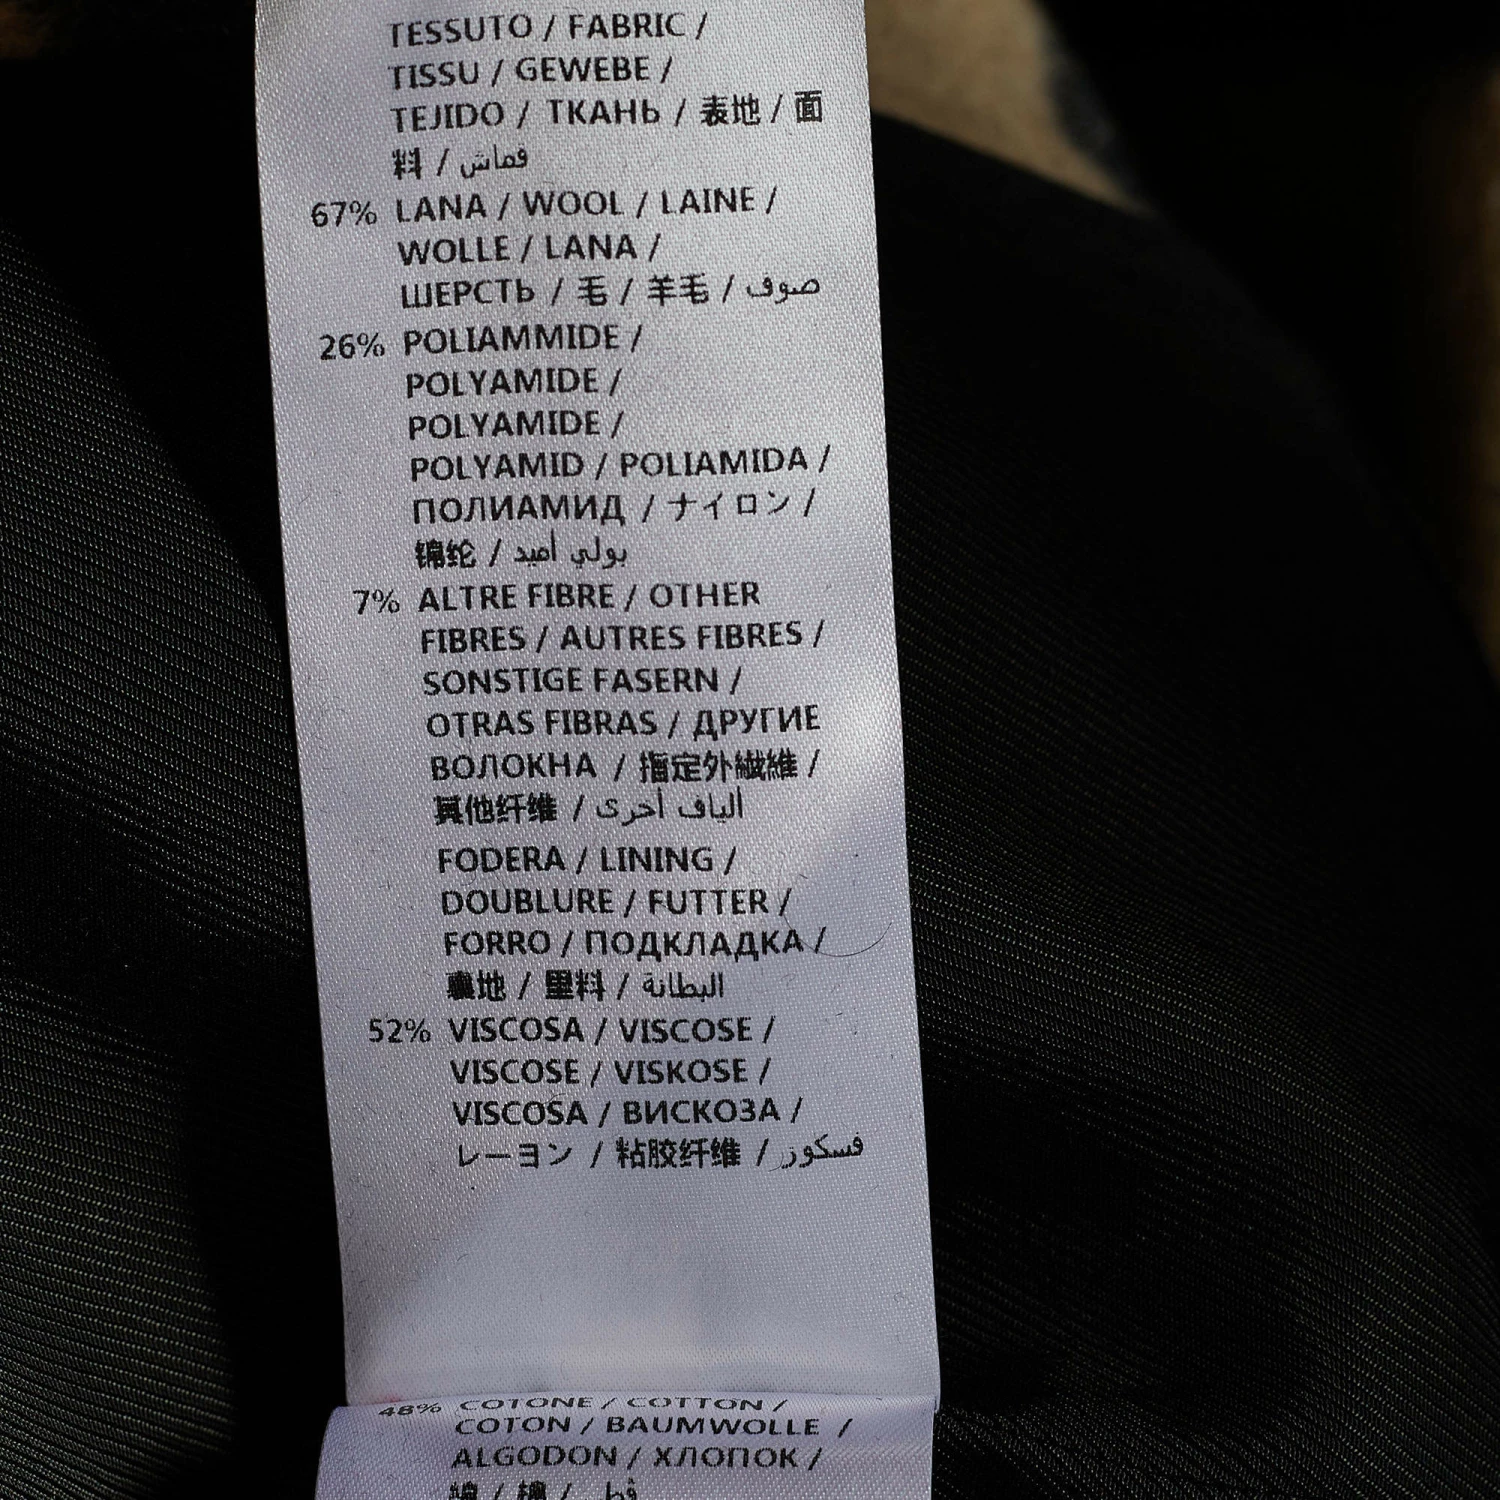 TESSUTO / FABRIC /
TISSU / GEWEBE /
TEJIDO / ТКАНЬ / 表地 / 面
料 / قماش
67% LANA / WOOL / LAINE /
WOLLE / LANA /
ШЕРСТЬ / 毛 / 羊毛 / صوف
26% POLIAMMIDE /
POLYAMIDE /
POLYAMIDE /
POLYAMID / POLIAMIDA /
ПОЛИАМИД / ナイロン /
锦纶 / بولي أميد
7% ALTRE FIBRE / OTHER
FIBRES / AUTRES FIBRES /
SONSTIGE FASERN /
OTRAS FIBRAS / ДРУГИЕ
ВОЛОКНА / 指定外繊維 /
其他纤维 / ألياف أخرى
FODERA / LINING /
DOUBLURE / FUTTER /
FORRO / ПОДКЛАДКА /
裏地 / 里料 / البطانة
52% VISCOSA / VISCOSE /
VISCOSE / VISKOSE /
VISCOSA / ВИСКОЗА /
レーヨン / 粘胶纤维 / فسكوز
48% COTONE / COTTON /
COTON / BAUMWOLLE /
ALGODON / ХЛОПОК /